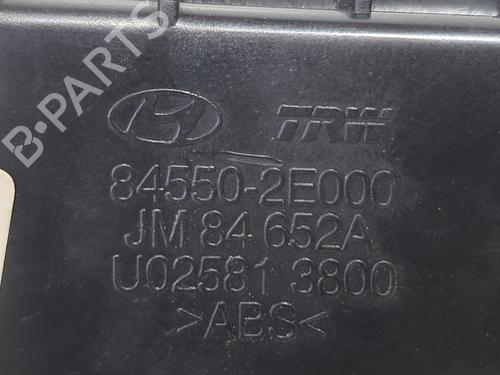 TRW
84550-2E000
JM 84 652A
U02581 3800
>ABS<
B-PARTS